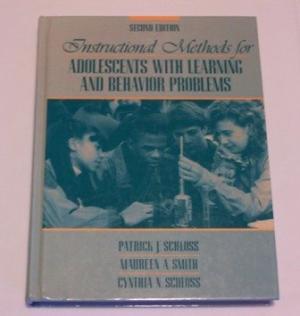 SECOND EDITION
Instructional Methods for
ADOLESCENTS WITH LEARNING
AND BEHAVIOR PROBLEMS
PATRICK J. SCHLOSS
MAUREEN A. SMITH
CYNTHIA N. SCHLOSS